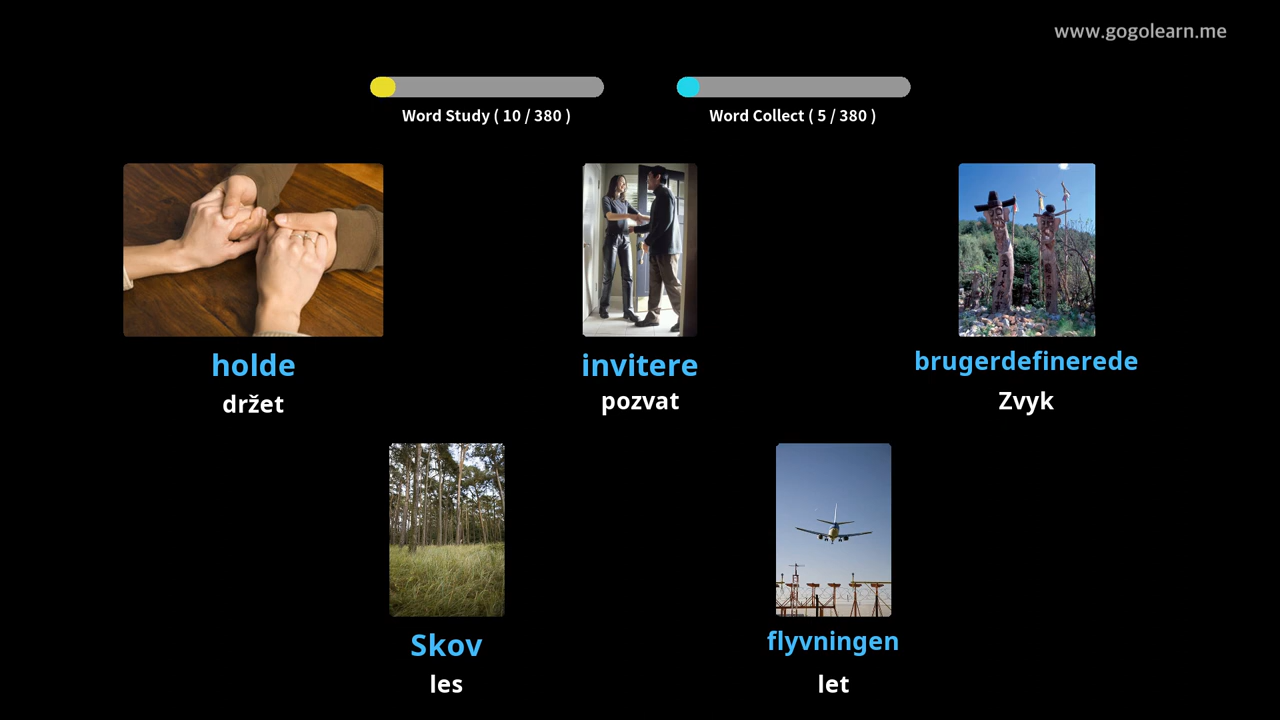 www.gogolearn.me
Word Study ( 10 / 380 )
Word Collect ( 5 / 380 )
holde
držet
invitere
pozvat
brugerdefinerede
Zvyk
Skov
les
flyvningen
let